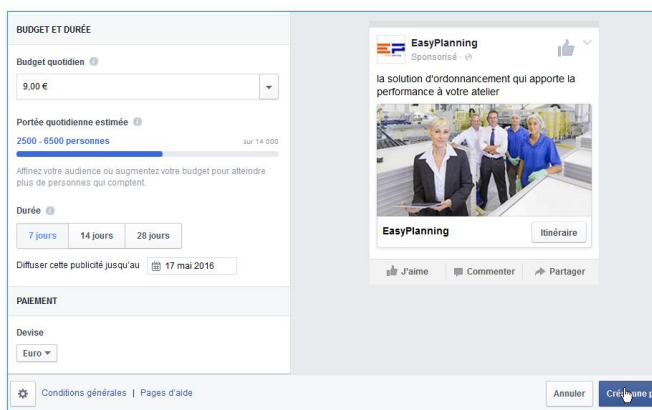 BUDGET ET DURÉE
Budget quotidien
9,00 €
Portée quotidienne estimée
2500 - 6500 personnes
sur 14 000
Affinez votre audience ou augmentez votre budget pour atteindre
plus de personnes qui comptent.
Durée
7 jours
14 jours
28 jours
Diffuser cette publicité jusqu'au
17 mai 2016
PAIEMENT
Devise
Euro
EasyPlanning
Sponsorisé
la solution d'ordonnancement qui apporte la
performance à votre atelier
EasyPlanning
Itinéraire
J'aime
Commenter
Partager
Conditions générales | Pages d'aide
Annuler